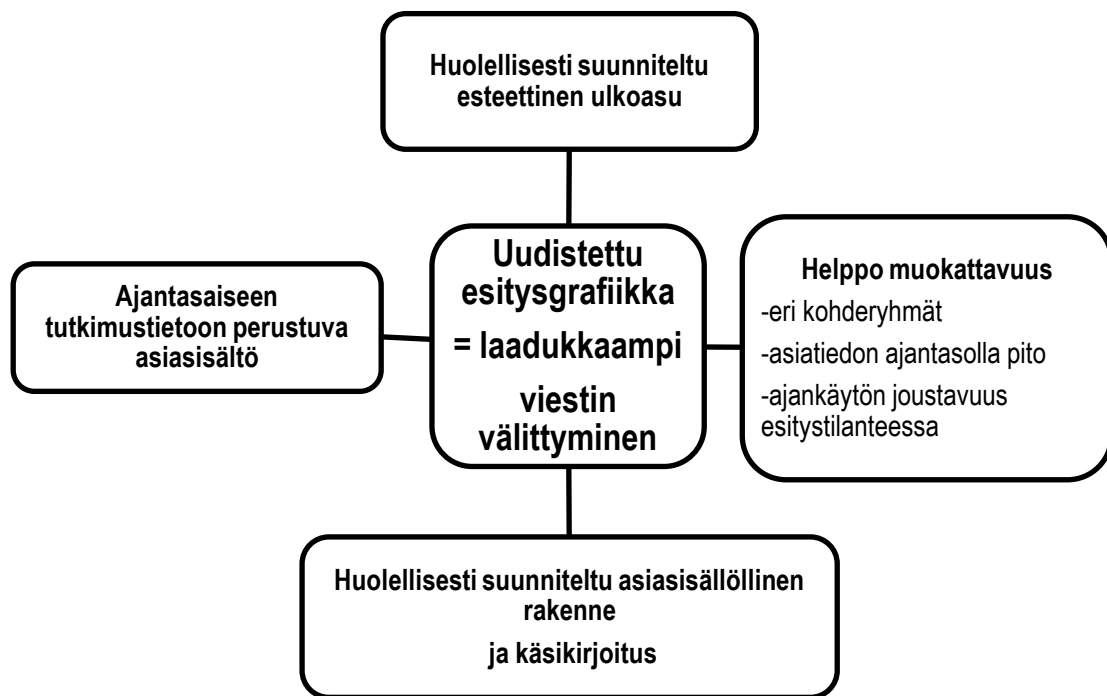 Huolellisesti suunniteltu
esteettinen ulkoasu
Ajantasaiseen
tutkimustietoon perustuva
asiasisältö
Uudistettu
esitysgrafiikka
= laadukkaampi
viestin
välittyminen
Helppo muokattavuus
-eri kohderyhmät
-asiatiedon ajantasolla pito
-ajankäytön joustavuus
esitystilanteessa
Huolellisesti suunniteltu asiasisällöllinen
rakenne
ja käsikirjoitus